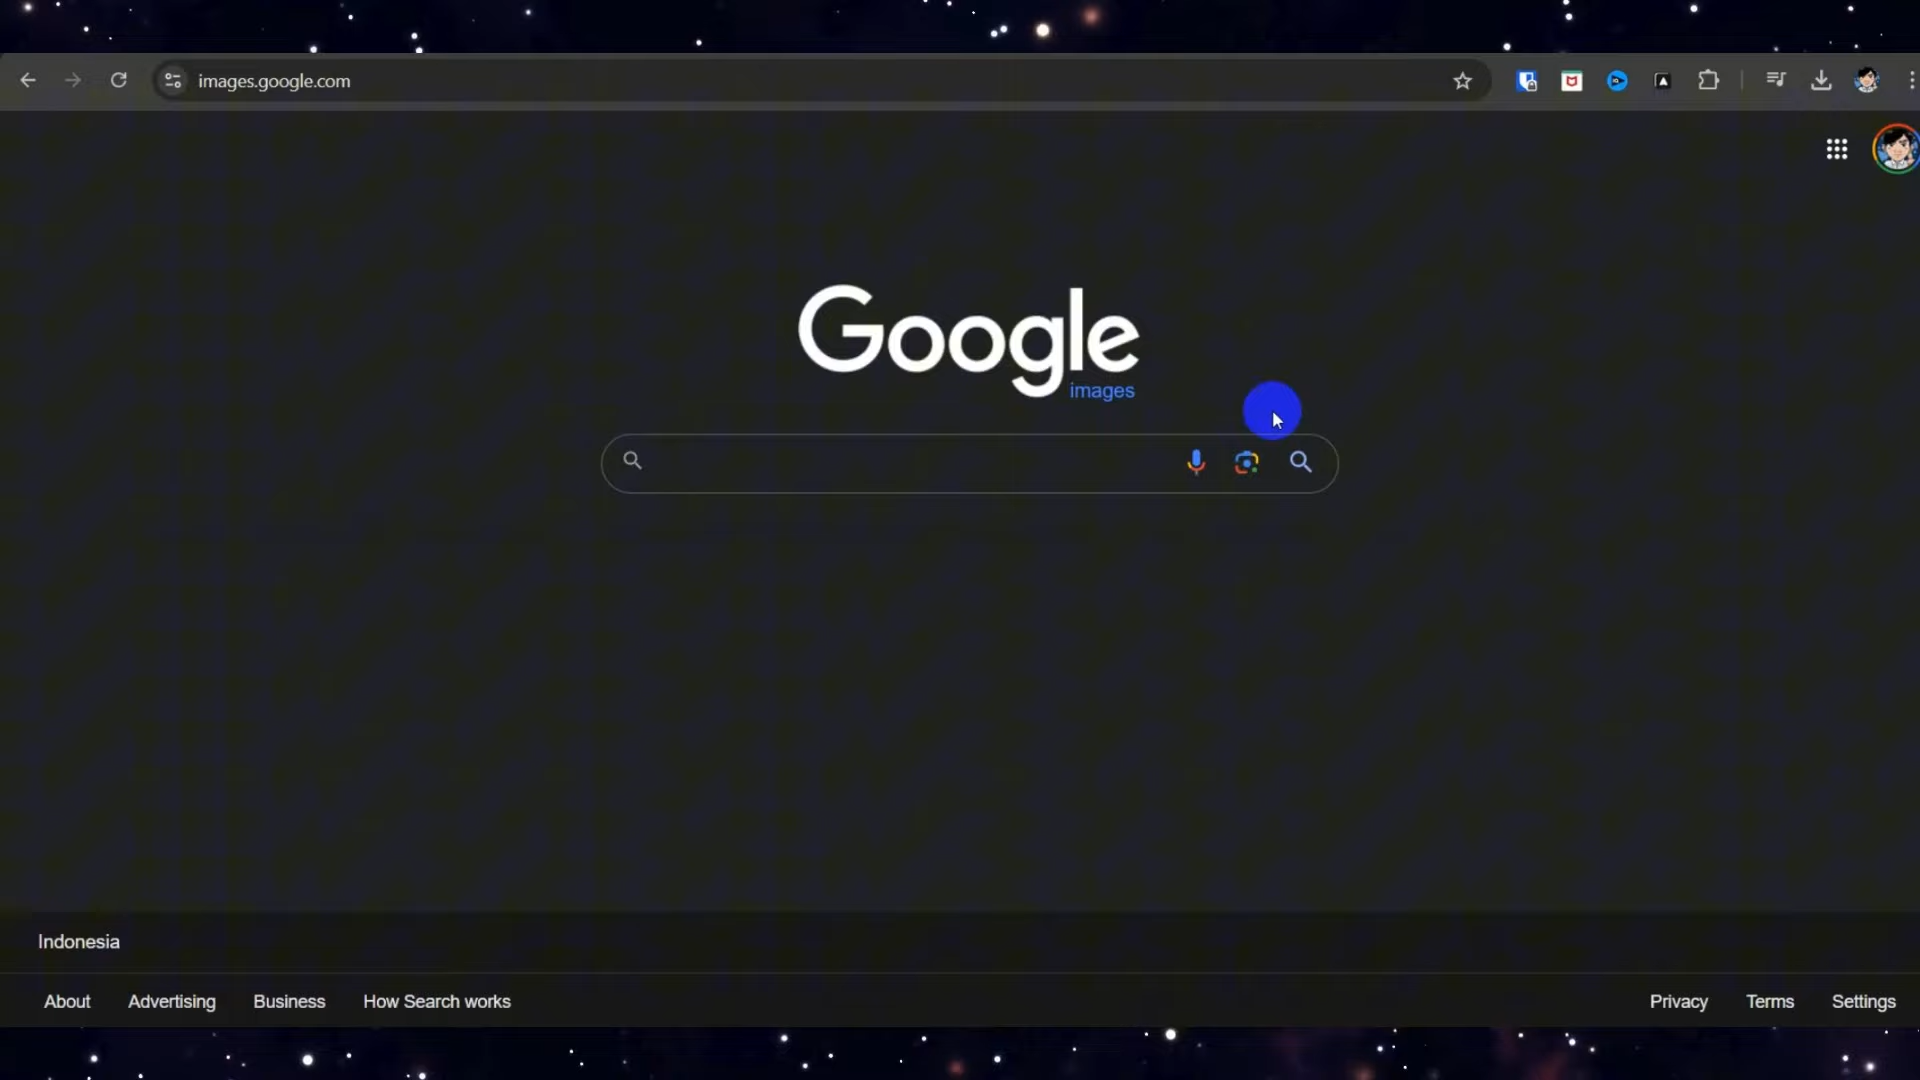 images.google.com
Google
images
Indonesia
About Advertising Business How Search works Privacy Terms Settings